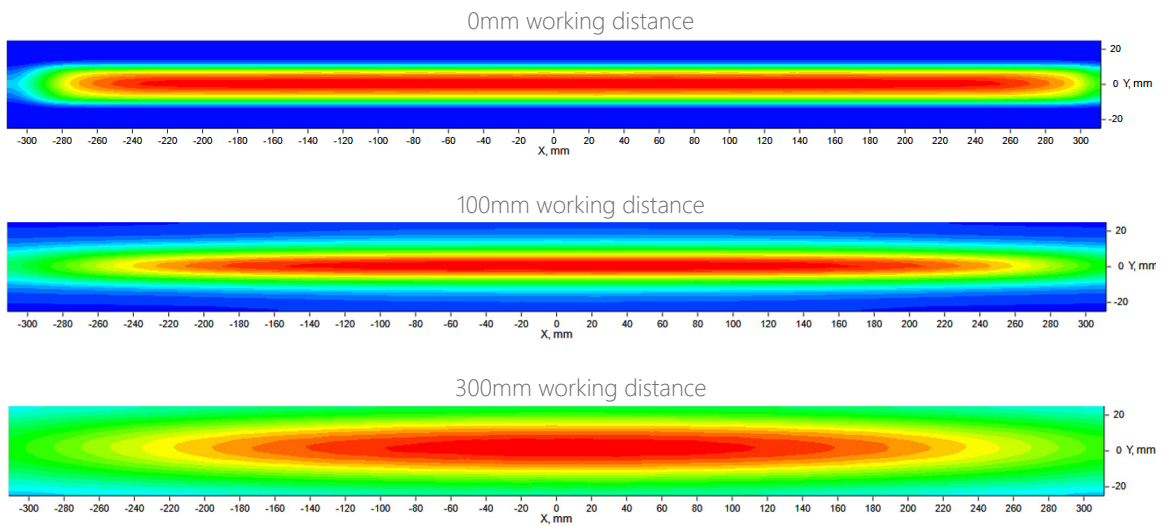 0mm working distance
20
0 Y, mm
-20
-300 -280 -260 -240 -220 -200 -180 -160 -140 -120 -100 -80 -60 -40 -20 0 20 40 60 80 100 120 140 160 180 200 220 240 260 280 300
X, mm
100mm working distance
20
0 Y, mm
-20
-300 -280 -260 -240 -220 -200 -180 -160 -140 -120 -100 -80 -60 -40 -20 0 20 40 60 80 100 120 140 160 180 200 220 240 260 280 300
X, mm
300mm working distance
20
0 Y, mm
-20
-300 -280 -260 -240 -220 -200 -180 -160 -140 -120 -100 -80 -60 -40 -20 0 20 40 60 80 100 120 140 160 180 200 220 240 260 280 300
X, mm